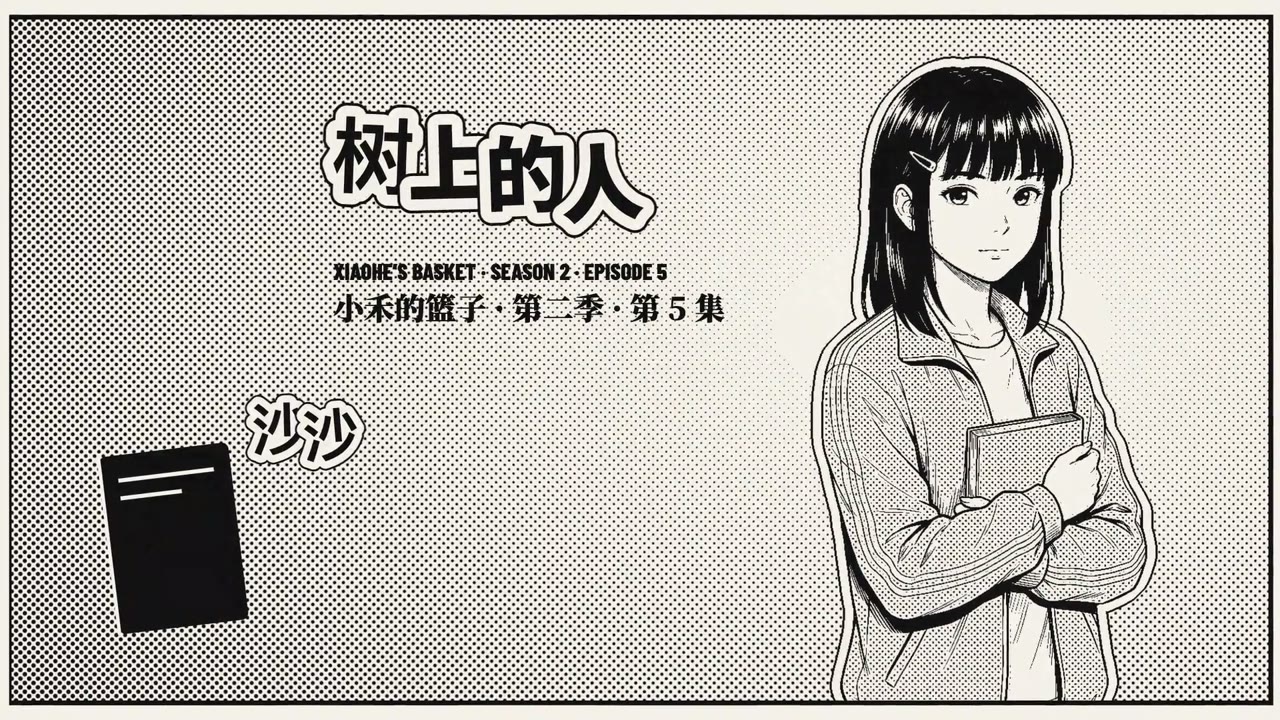 树上的人
XIAOHE'S BASKET · SEASON 2 · EPISODE 5
小禾的篮子 · 第二季 · 第 5 集
沙沙